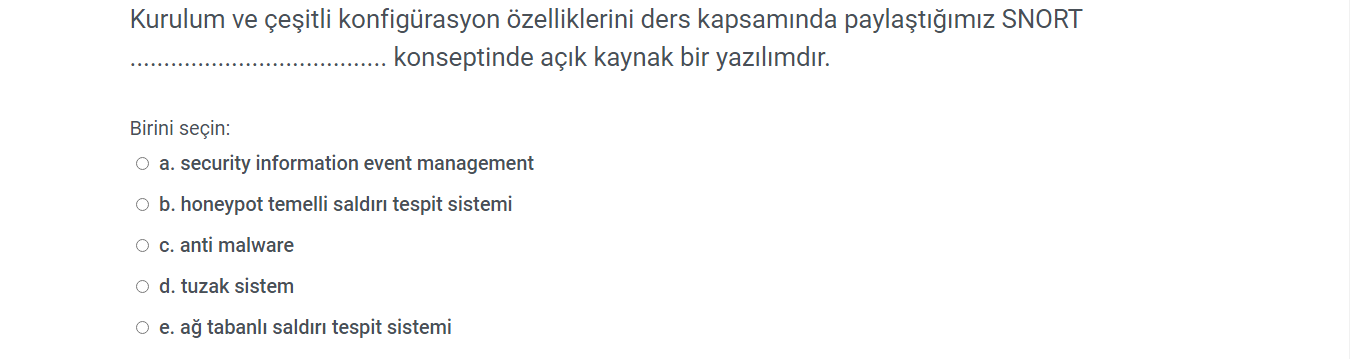 Kurulum ve çeşitli konfigürasyon özelliklerini ders kapsamında paylaştığımız SNORT
...................................... konseptinde açık kaynak bir yazılımdır.
Birini seçin:
a. security information event management
b. honeypot temelli saldırı tespit sistemi
c. anti malware
d. tuzak sistem
e. ağ tabanlı saldırı tespit sistemi